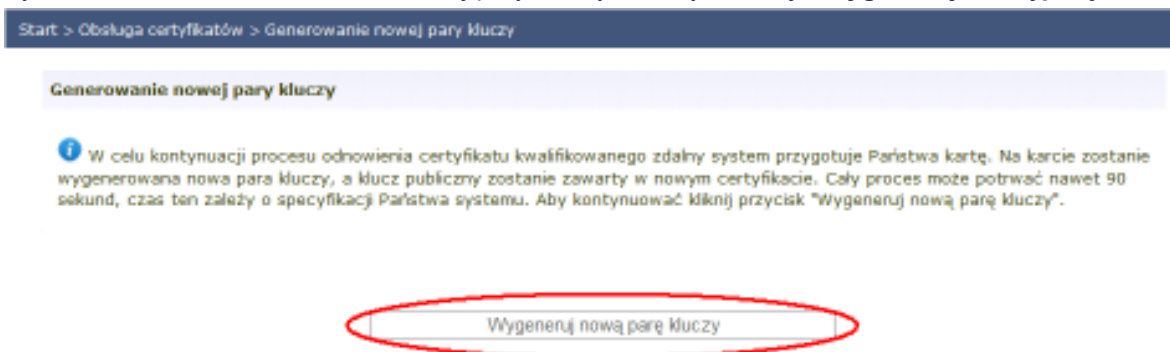 Start > Obsługa certyfikatów > Generowanie nowej pary kluczy
Generowanie nowej pary kluczy
W celu kontynuacji procesu odnowienia certyfikatu kwalifikowanego zdalny system przygotuje Państwa kartę. Na karcie zostanie
wygenerowana nowa para kluczy, a klucz publiczny zostanie zawarty w nowym certyfikacie. Cały proces może potrwać nawet 90
sekund, czas ten zależy o specyfikacji Państwa systemu. Aby kontynuować kliknij przycisk "Wygeneruj nową parę kluczy".
Wygeneruj nową parę kluczy